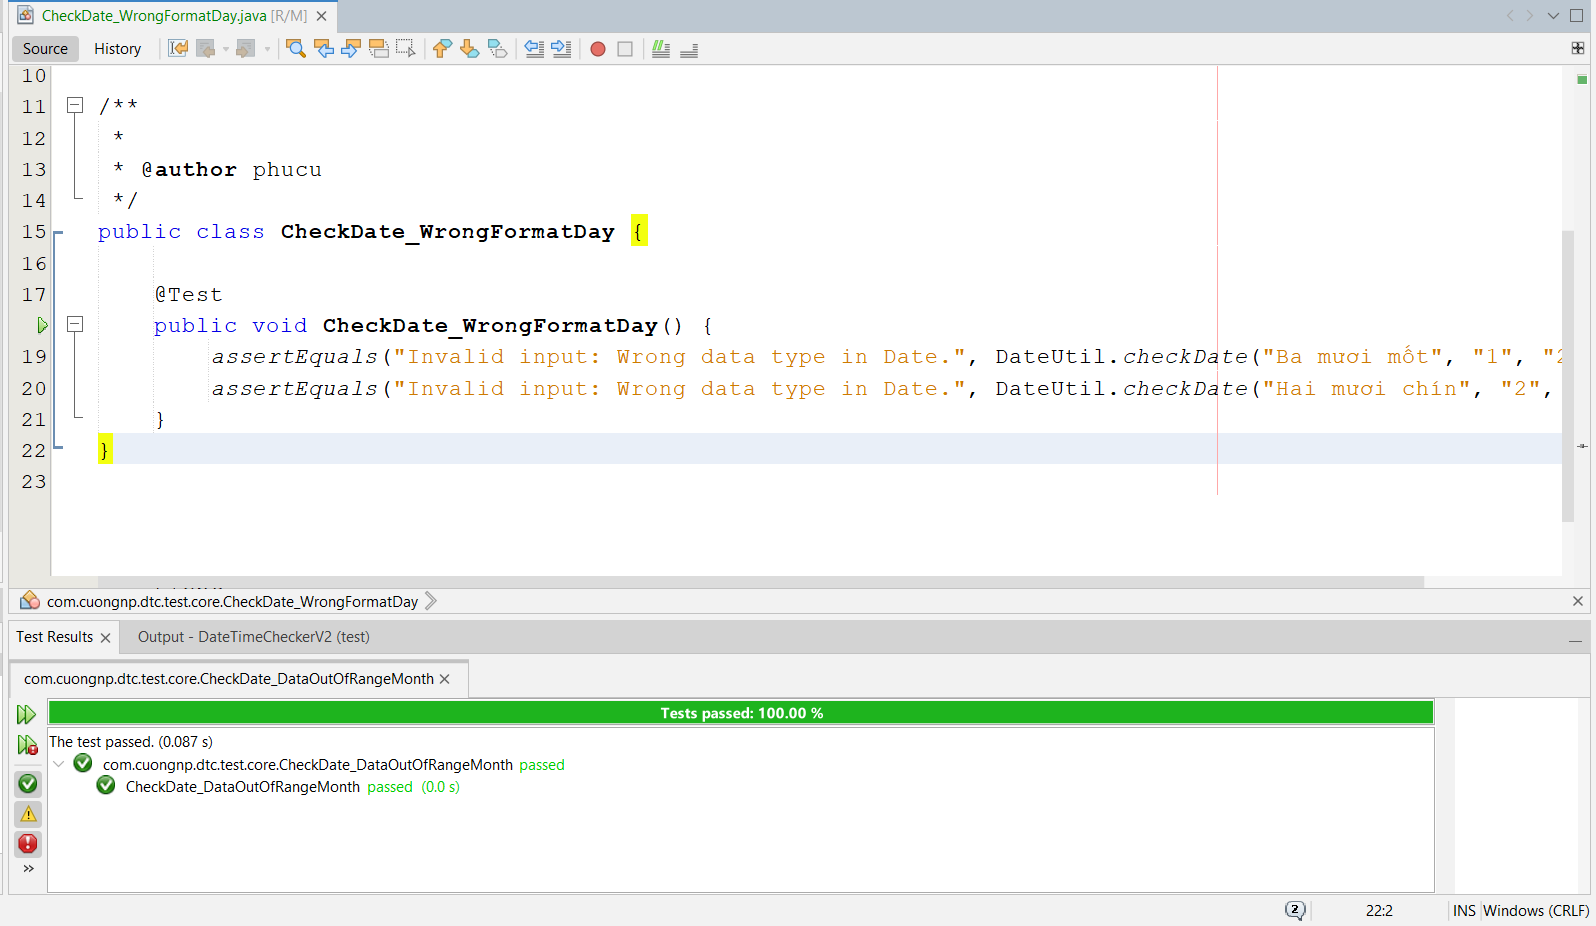 CheckDate_WrongFormatDay.java [R/M]
Source History
10
11 /**
12 *
13 * @author phucu
14 */
15 public class CheckDate_WrongFormatDay {
16
17 @Test
public void CheckDate_WrongFormatDay() {
19 assertEquals("Invalid input: Wrong data type in Date.", DateUtil.checkDate("Ba mươi mốt", "1", "2
20 assertEquals("Invalid input: Wrong data type in Date.", DateUtil.checkDate("Hai mươi chín", "2",
21 }
22 }
23
com.cuongnp.dtc.test.core.CheckDate_WrongFormatDay
Test Results Output - DateTimeCheckerV2 (test)
com.cuongnp.dtc.test.core.CheckDate_DataOutOfRangeMonth
Tests passed: 100.00 %
The test passed. (0.087 s)
com.cuongnp.dtc.test.core.CheckDate_DataOutOfRangeMonth passed
CheckDate_DataOutOfRangeMonth passed (0.0 s)
2 22:2 INS Windows (CRLF)